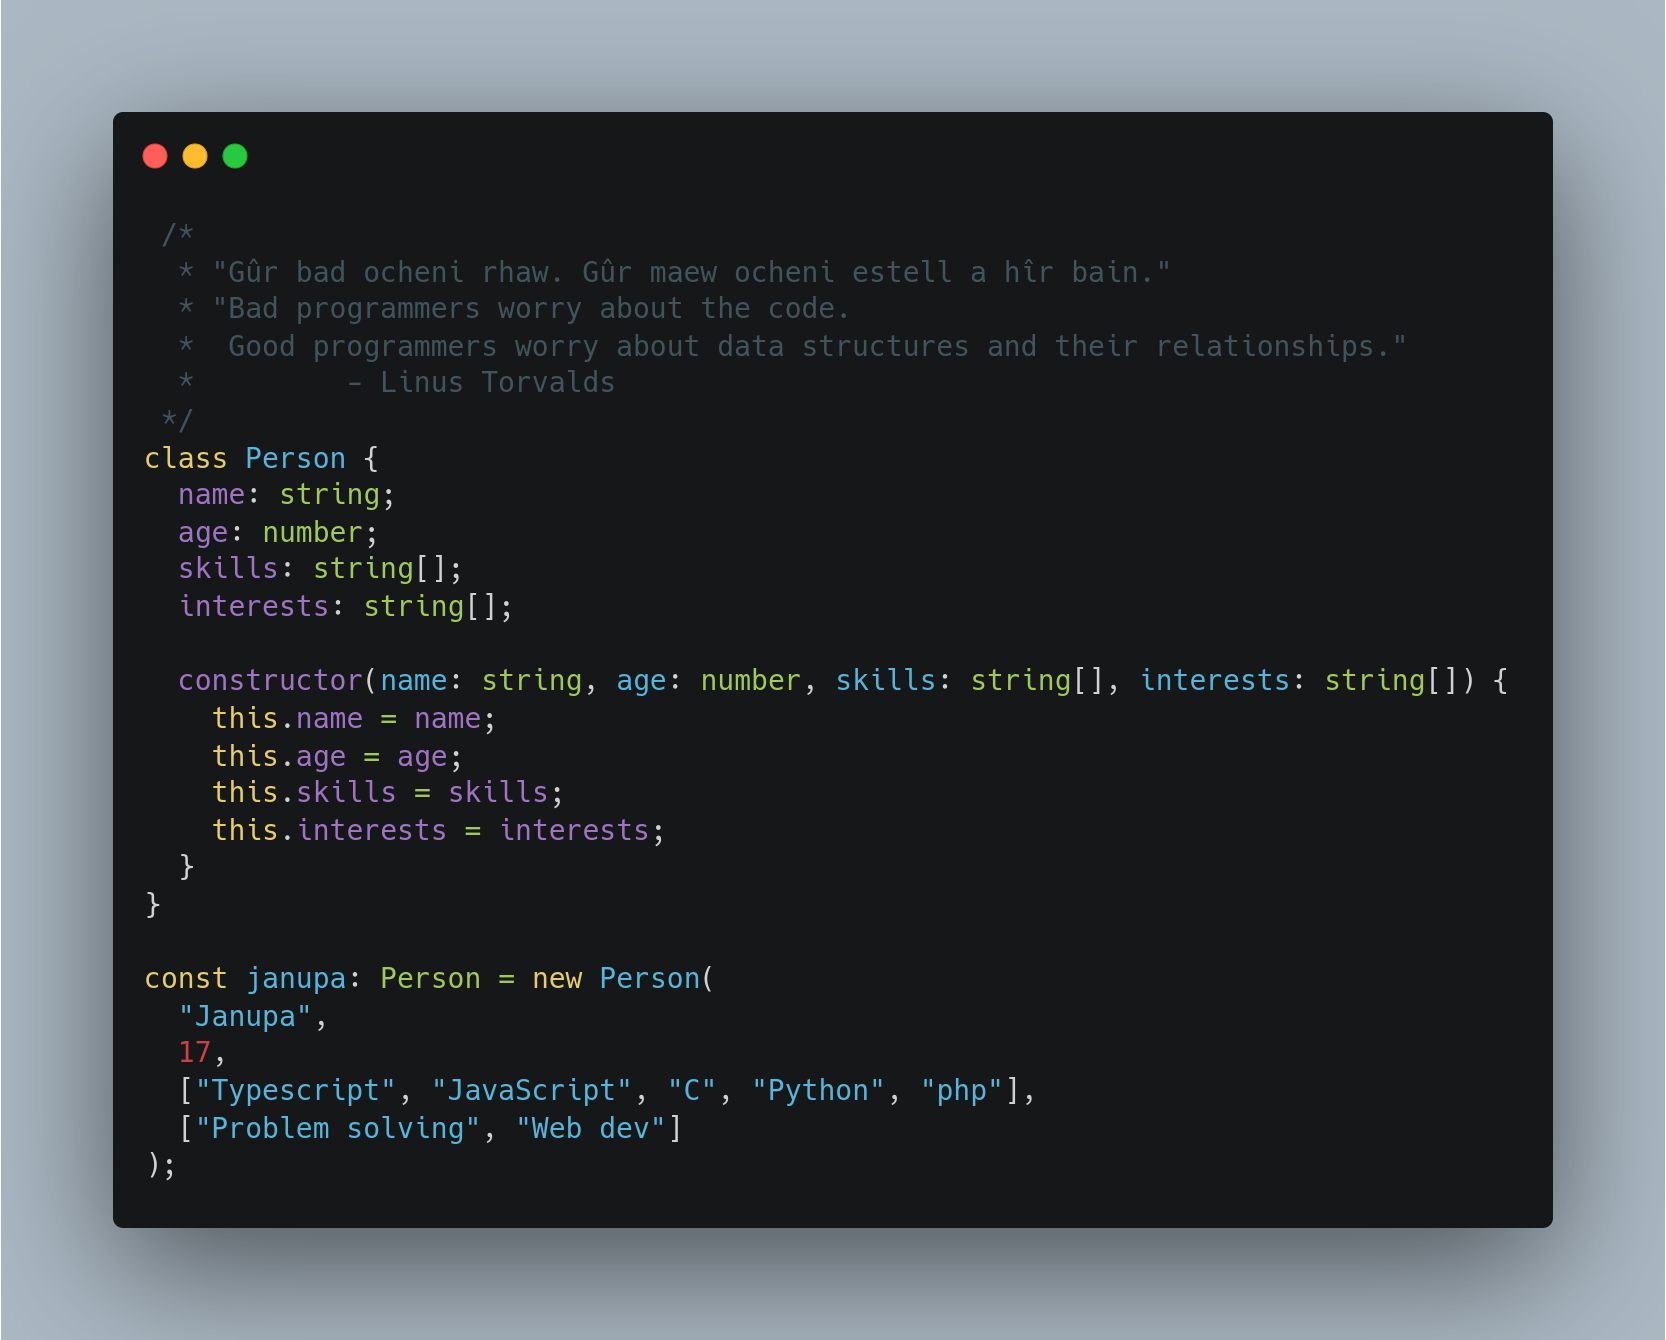 /*
 * "Gûr bad ocheni rhaw. Gûr maew ocheni estell a hîr bain."
 * "Bad programmers worry about the code.
 *  Good programmers worry about data structures and their relationships."
 *         - Linus Torvalds
 */
class Person {
  name: string;
  age: number;
  skills: string[];
  interests: string[];

  constructor(name: string, age: number, skills: string[], interests: string[]) {
    this.name = name;
    this.age = age;
    this.skills = skills;
    this.interests = interests;
  }
}

const janupa: Person = new Person(
  "Janupa",
  17,
  ["Typescript", "JavaScript", "C", "Python", "php"],
  ["Problem solving", "Web dev"]
);